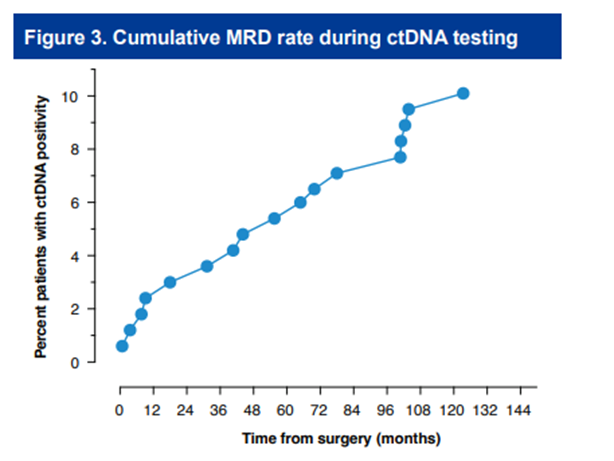 Figure 3. Cumulative MRD rate during ctDNA testing
Percent patients with ctDNA positivity
10
8
6
4
2
0
0 12 24 36 48 60 72 84 96 108 120 132 144
Time from surgery (months)